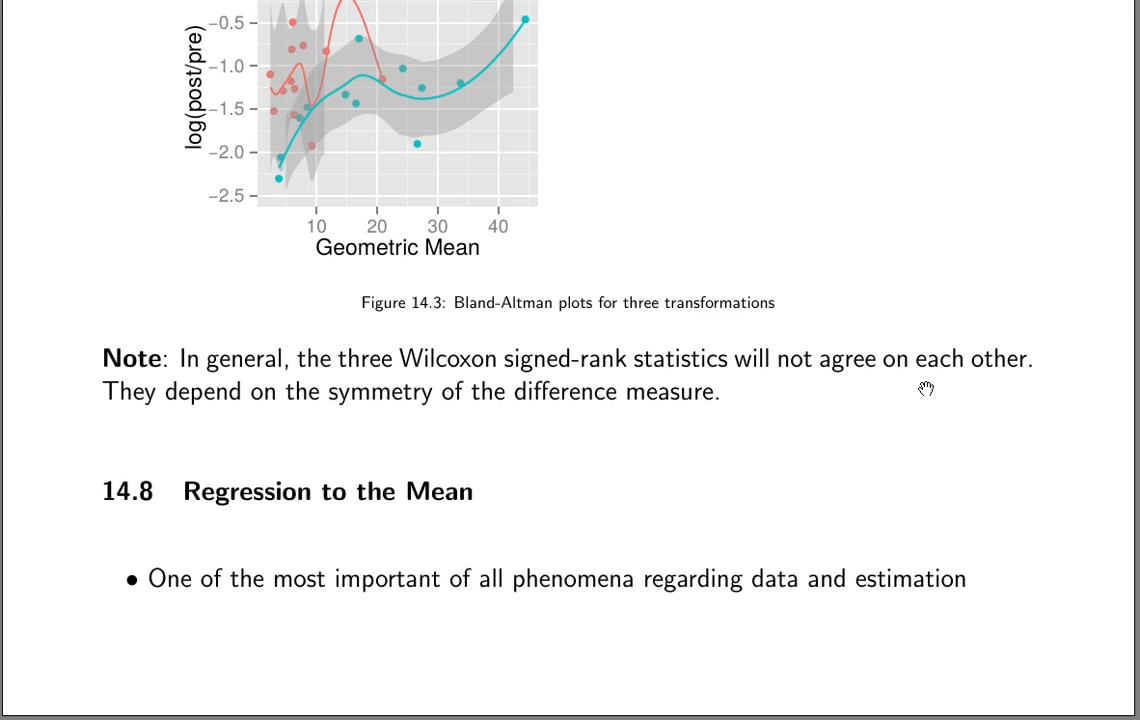 −0.5
−1.0
−1.5
−2.0
−2.5
log(post/pre)
10 20 30 40
Geometric Mean
Figure 14.3: Bland-Altman plots for three transformations
Note: In general, the three Wilcoxon signed-rank statistics will not agree on each other.
They depend on the symmetry of the difference measure.
14.8 Regression to the Mean
• One of the most important of all phenomena regarding data and estimation